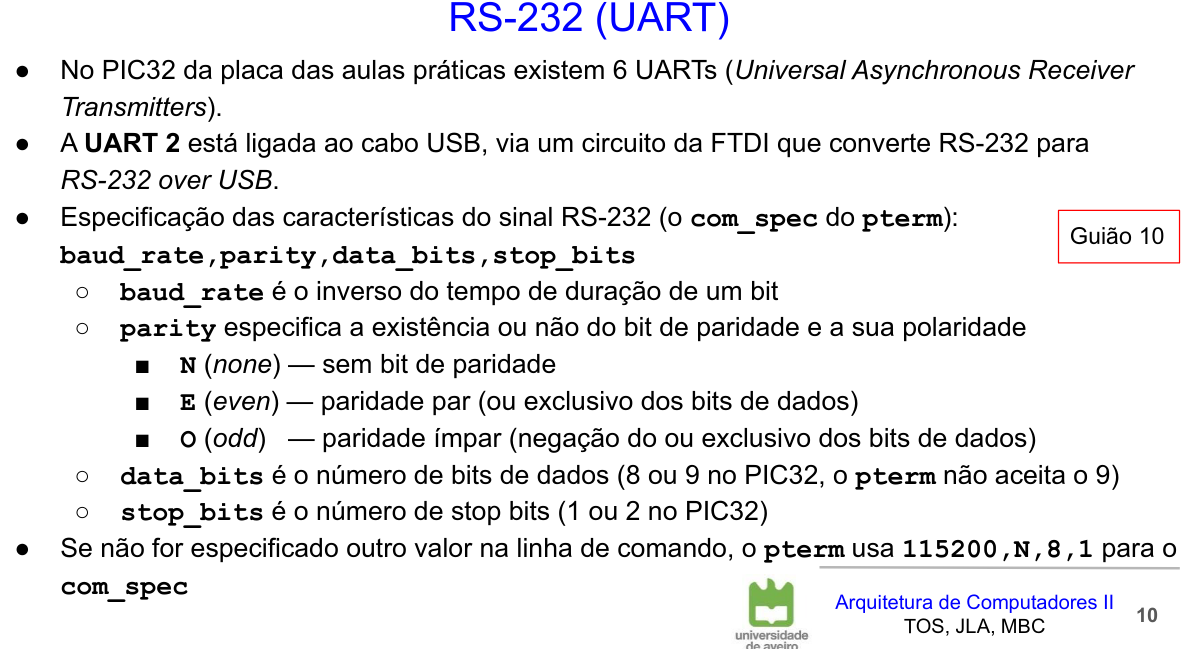 RS-232 (UART)
● No PIC32 da placa das aulas práticas existem 6 UARTs (Universal Asynchronous Receiver
Transmitters).
● A UART 2 está ligada ao cabo USB, via um circuito da FTDI que converte RS-232 para
RS-232 over USB.
● Especificação das características do sinal RS-232 (o com_spec do pterm):
baud_rate,parity,data_bits,stop_bits
Guião 10
○ baud_rate é o inverso do tempo de duração de um bit
○ parity especifica a existência ou não do bit de paridade e a sua polaridade
■ N (none) — sem bit de paridade
■ E (even) — paridade par (ou exclusivo dos bits de dados)
■ O (odd) — paridade ímpar (negação do ou exclusivo dos bits de dados)
○ data_bits é o número de bits de dados (8 ou 9 no PIC32, o pterm não aceita o 9)
○ stop_bits é o número de stop bits (1 ou 2 no PIC32)
● Se não for especificado outro valor na linha de comando, o pterm usa 115200,N,8,1 para o
com_spec
universidade
de aveiro
Arquitetura de Computadores II
TOS, JLA, MBC
10